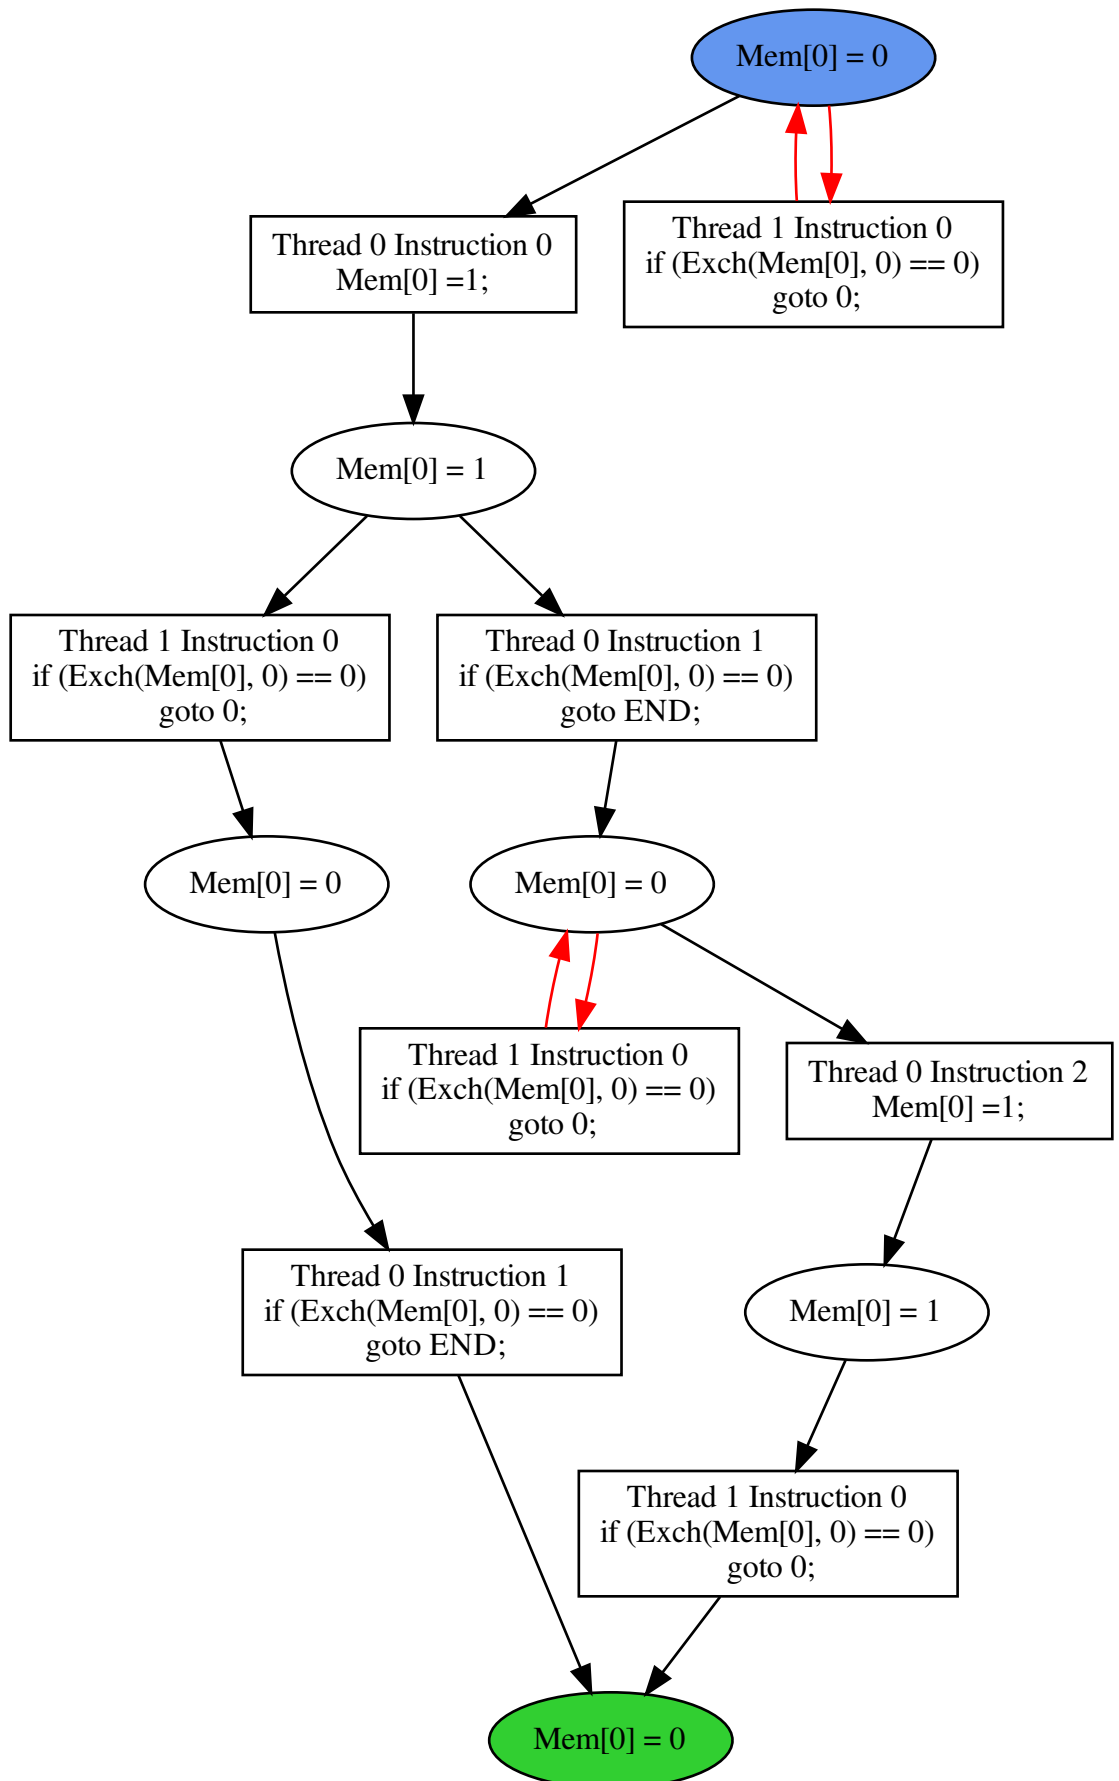 Mem[0] = 0
Thread 0 Instruction 0
Mem[0] =1;
Thread 1 Instruction 0
if (Exch(Mem[0], 0) == 0)
goto 0;
Mem[0] = 1
Thread 1 Instruction 0
if (Exch(Mem[0], 0) == 0)
goto 0;
Thread 0 Instruction 1
if (Exch(Mem[0], 0) == 0)
goto END;
Mem[0] = 0
Mem[0] = 0
Thread 1 Instruction 0
if (Exch(Mem[0], 0) == 0)
goto 0;
Thread 0 Instruction 2
Mem[0] =1;
Thread 0 Instruction 1
if (Exch(Mem[0], 0) == 0)
goto END;
Mem[0] = 1
Thread 1 Instruction 0
if (Exch(Mem[0], 0) == 0)
goto 0;
Mem[0] = 0